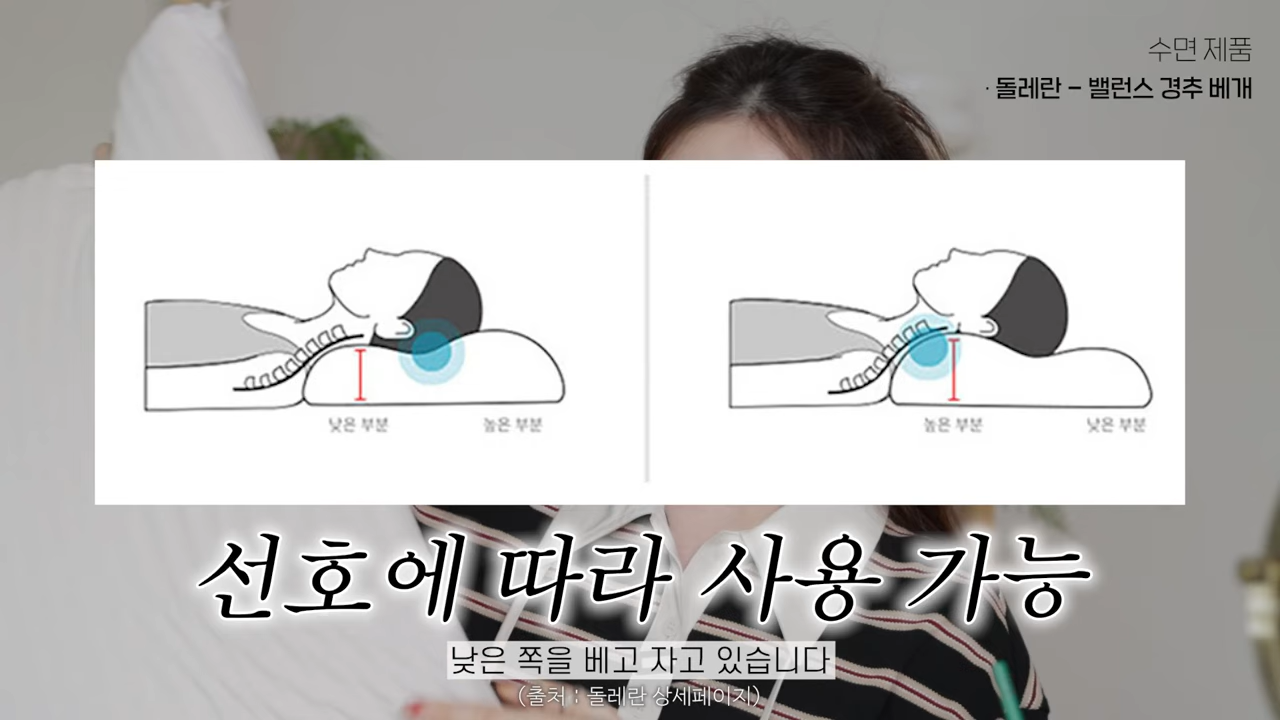 수면 제품
· 돌레란 – 밸런스 경추 베개
낮은 부분 높은 부분
높은 부분 낮은 부분
선호에 따라 사용 가능
낮은 쪽을 베고 자고 있습니다
(출처 : 돌레란 상세페이지)